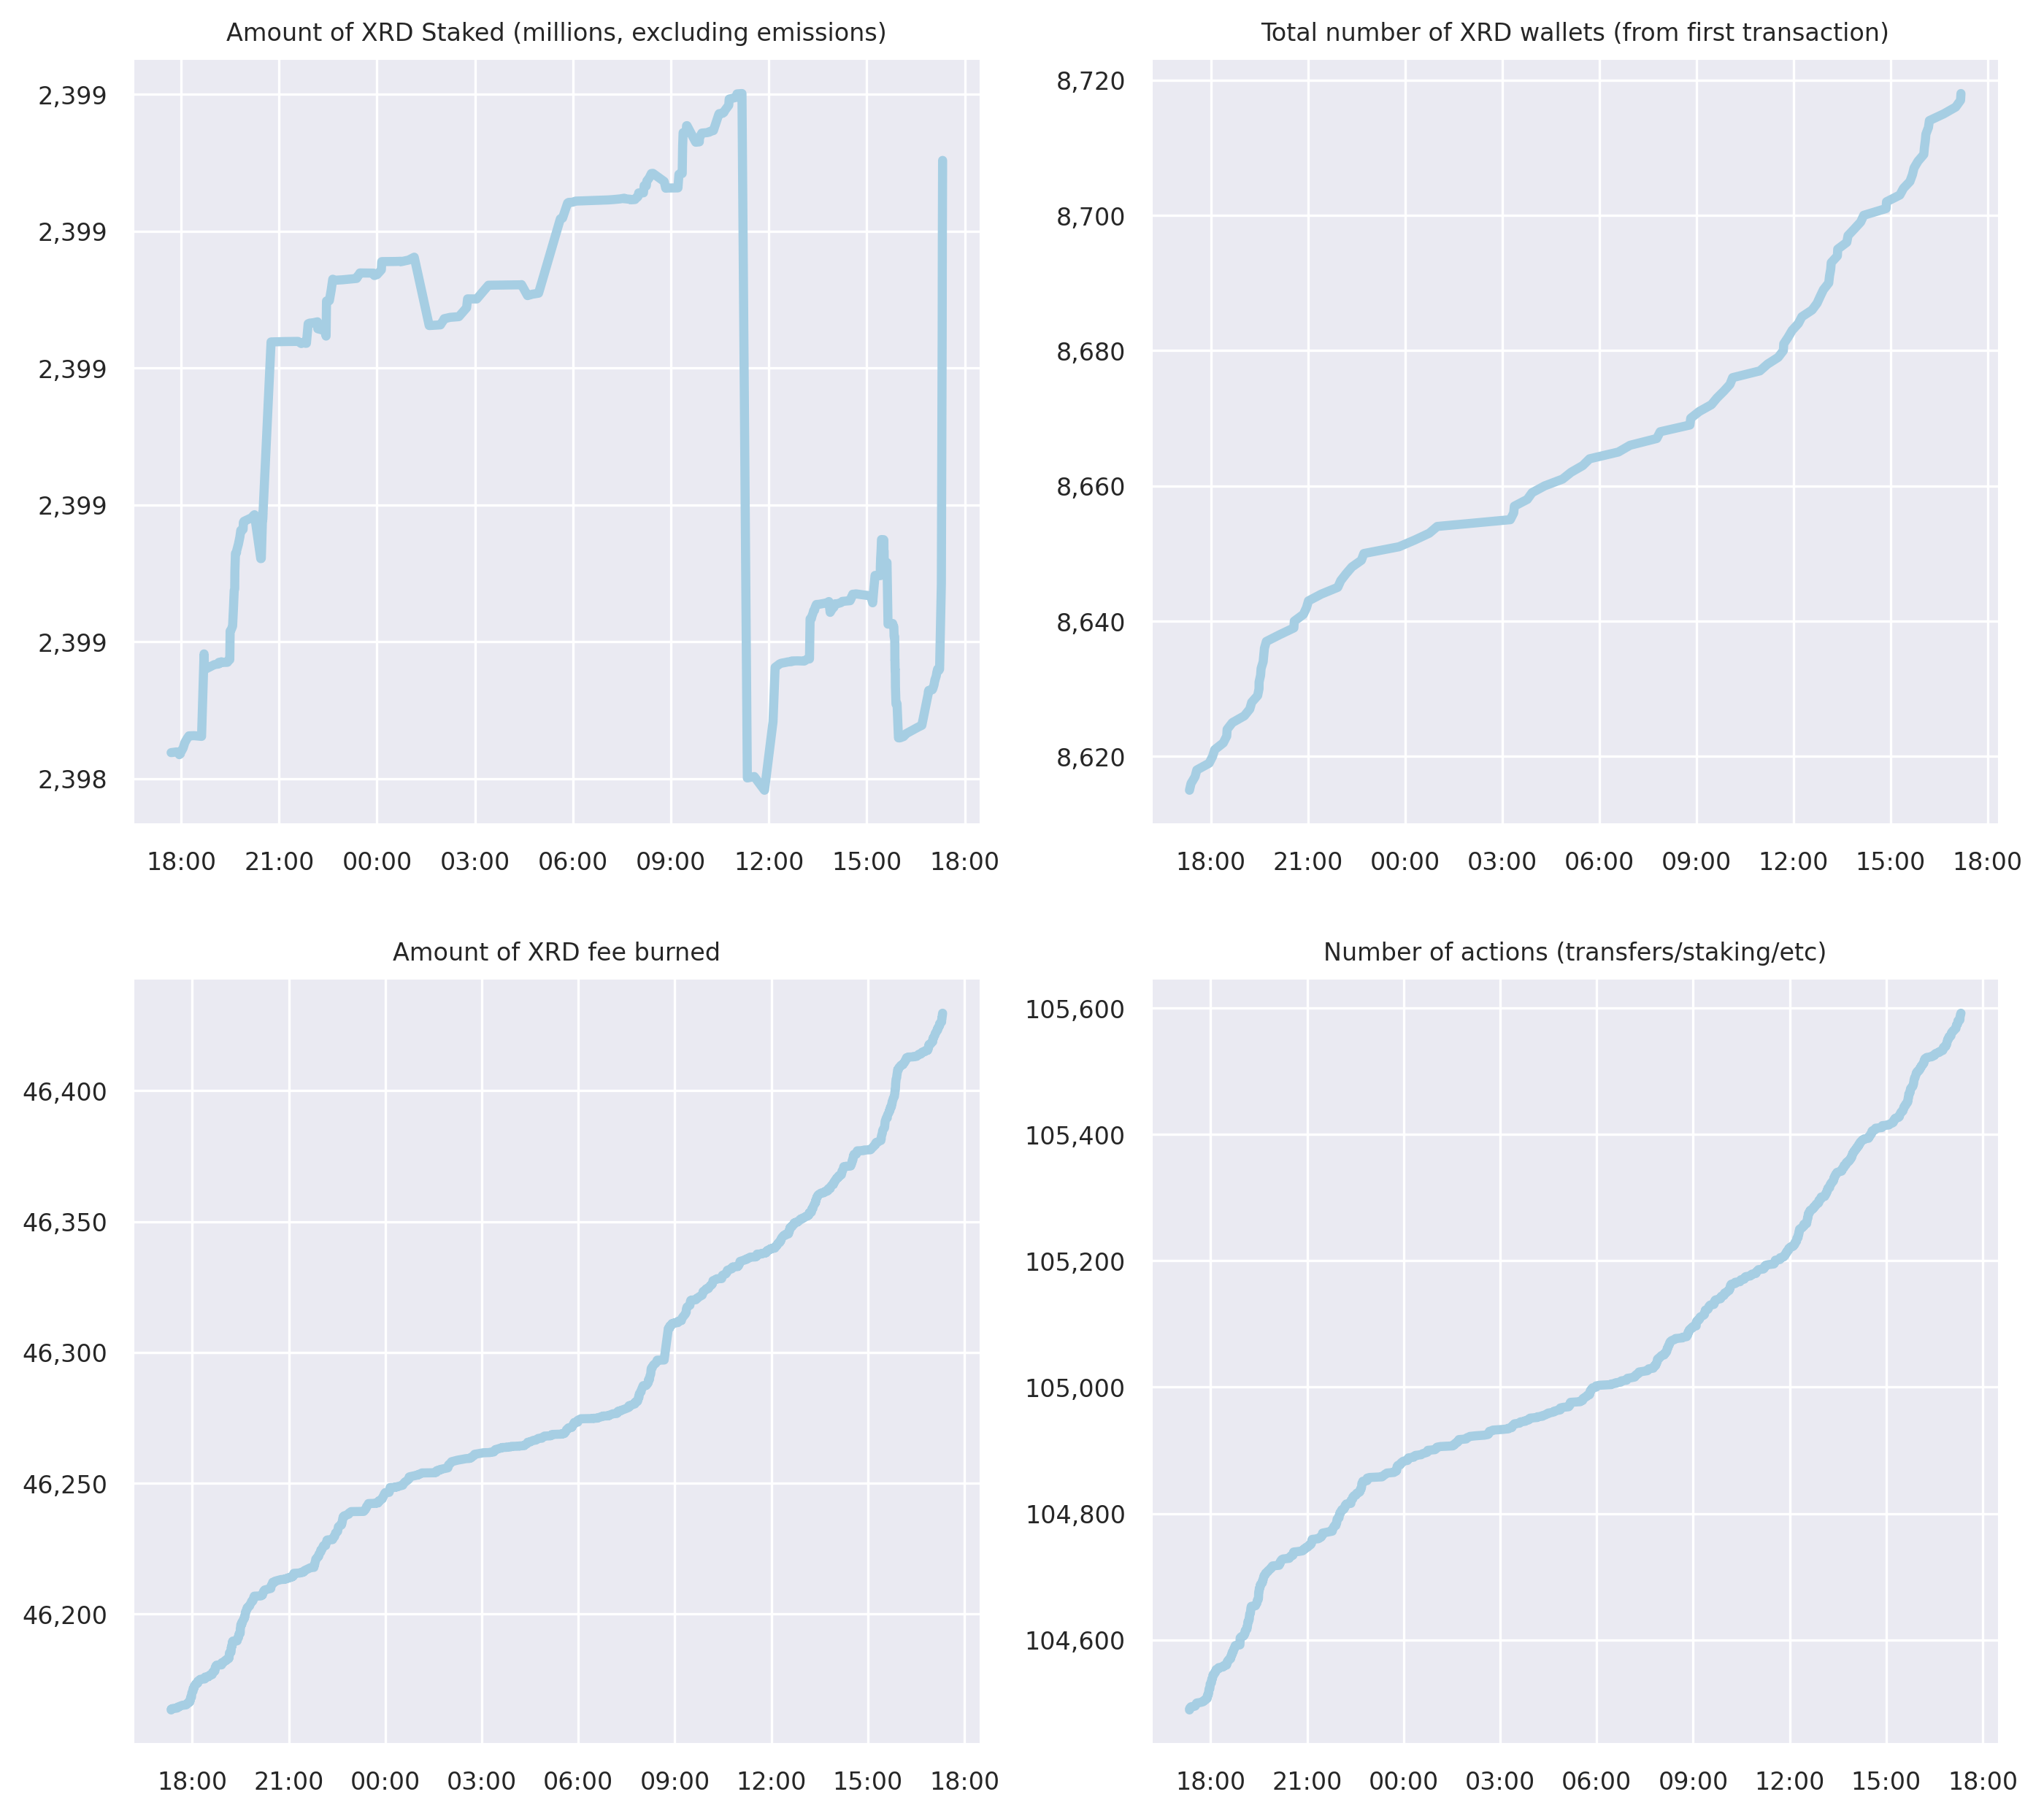 Amount of XRD Staked (millions, excluding emissions)
2,399
2,399
2,399
2,399
2,399
2,398
18:00 21:00 00:00 03:00 06:00 09:00 12:00 15:00 18:00
Total number of XRD wallets (from first transaction)
8,720
8,700
8,680
8,660
8,640
8,620
18:00 21:00 00:00 03:00 06:00 09:00 12:00 15:00 18:00
Amount of XRD fee burned
46,400
46,350
46,300
46,250
46,200
18:00 21:00 00:00 03:00 06:00 09:00 12:00 15:00 18:00
Number of actions (transfers/staking/etc)
105,600
105,400
105,200
105,000
104,800
104,600
18:00 21:00 00:00 03:00 06:00 09:00 12:00 15:00 18:00